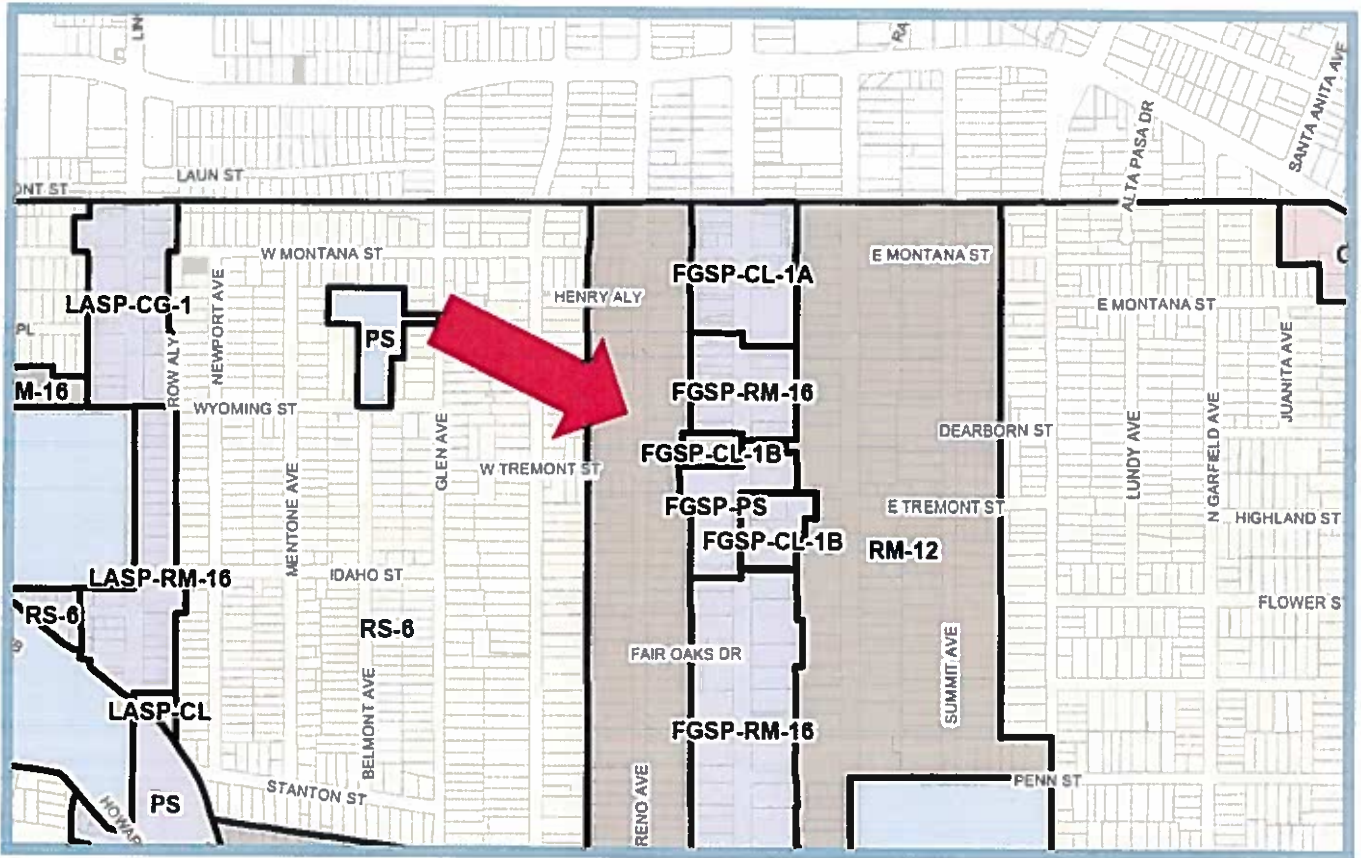 RA
SANTA ANITA AVE
ALTA PASA DR
LAUN ST
ONT ST
W MONTANA ST
E MONTANA ST
FGSP-CL-1A
LASP-CG-1
HENRY ALY
E MONTANA ST
NEWPORT AVE
PL
PS
ROW ALY
JUANITA AVE
M-16
FGSP-RM-16
WYOMING ST
N GARFIELD AVE
LUNDY AVE
DEARBORN ST
GLEN AVE
FGSP-CL-1B
W TREMONT ST
MENTONE AVE
FGSP-PS
E TREMONT ST
HIGHLAND ST
FGSP-CL-1B
RM-12
IDAHO ST
LASP-RM-16
FLOWER S
RS-6
RS-6
FAIR OAKS DR
SUMMIT AVE
LASP-CL
BELMONT AVE
FGSP-RM-16
PENN ST
STANTON ST
RENO AVE
PS
HOWAR